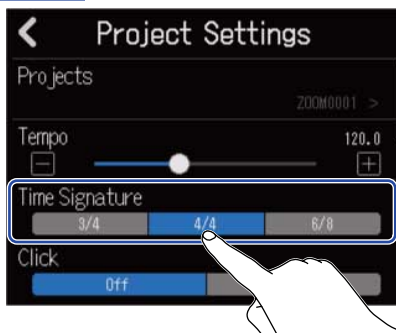 < Project Settings
Projects
ZOOM0001 >
Tempo 120.0
- +
Time Signature
3/4 4/4 6/8
Click
Off